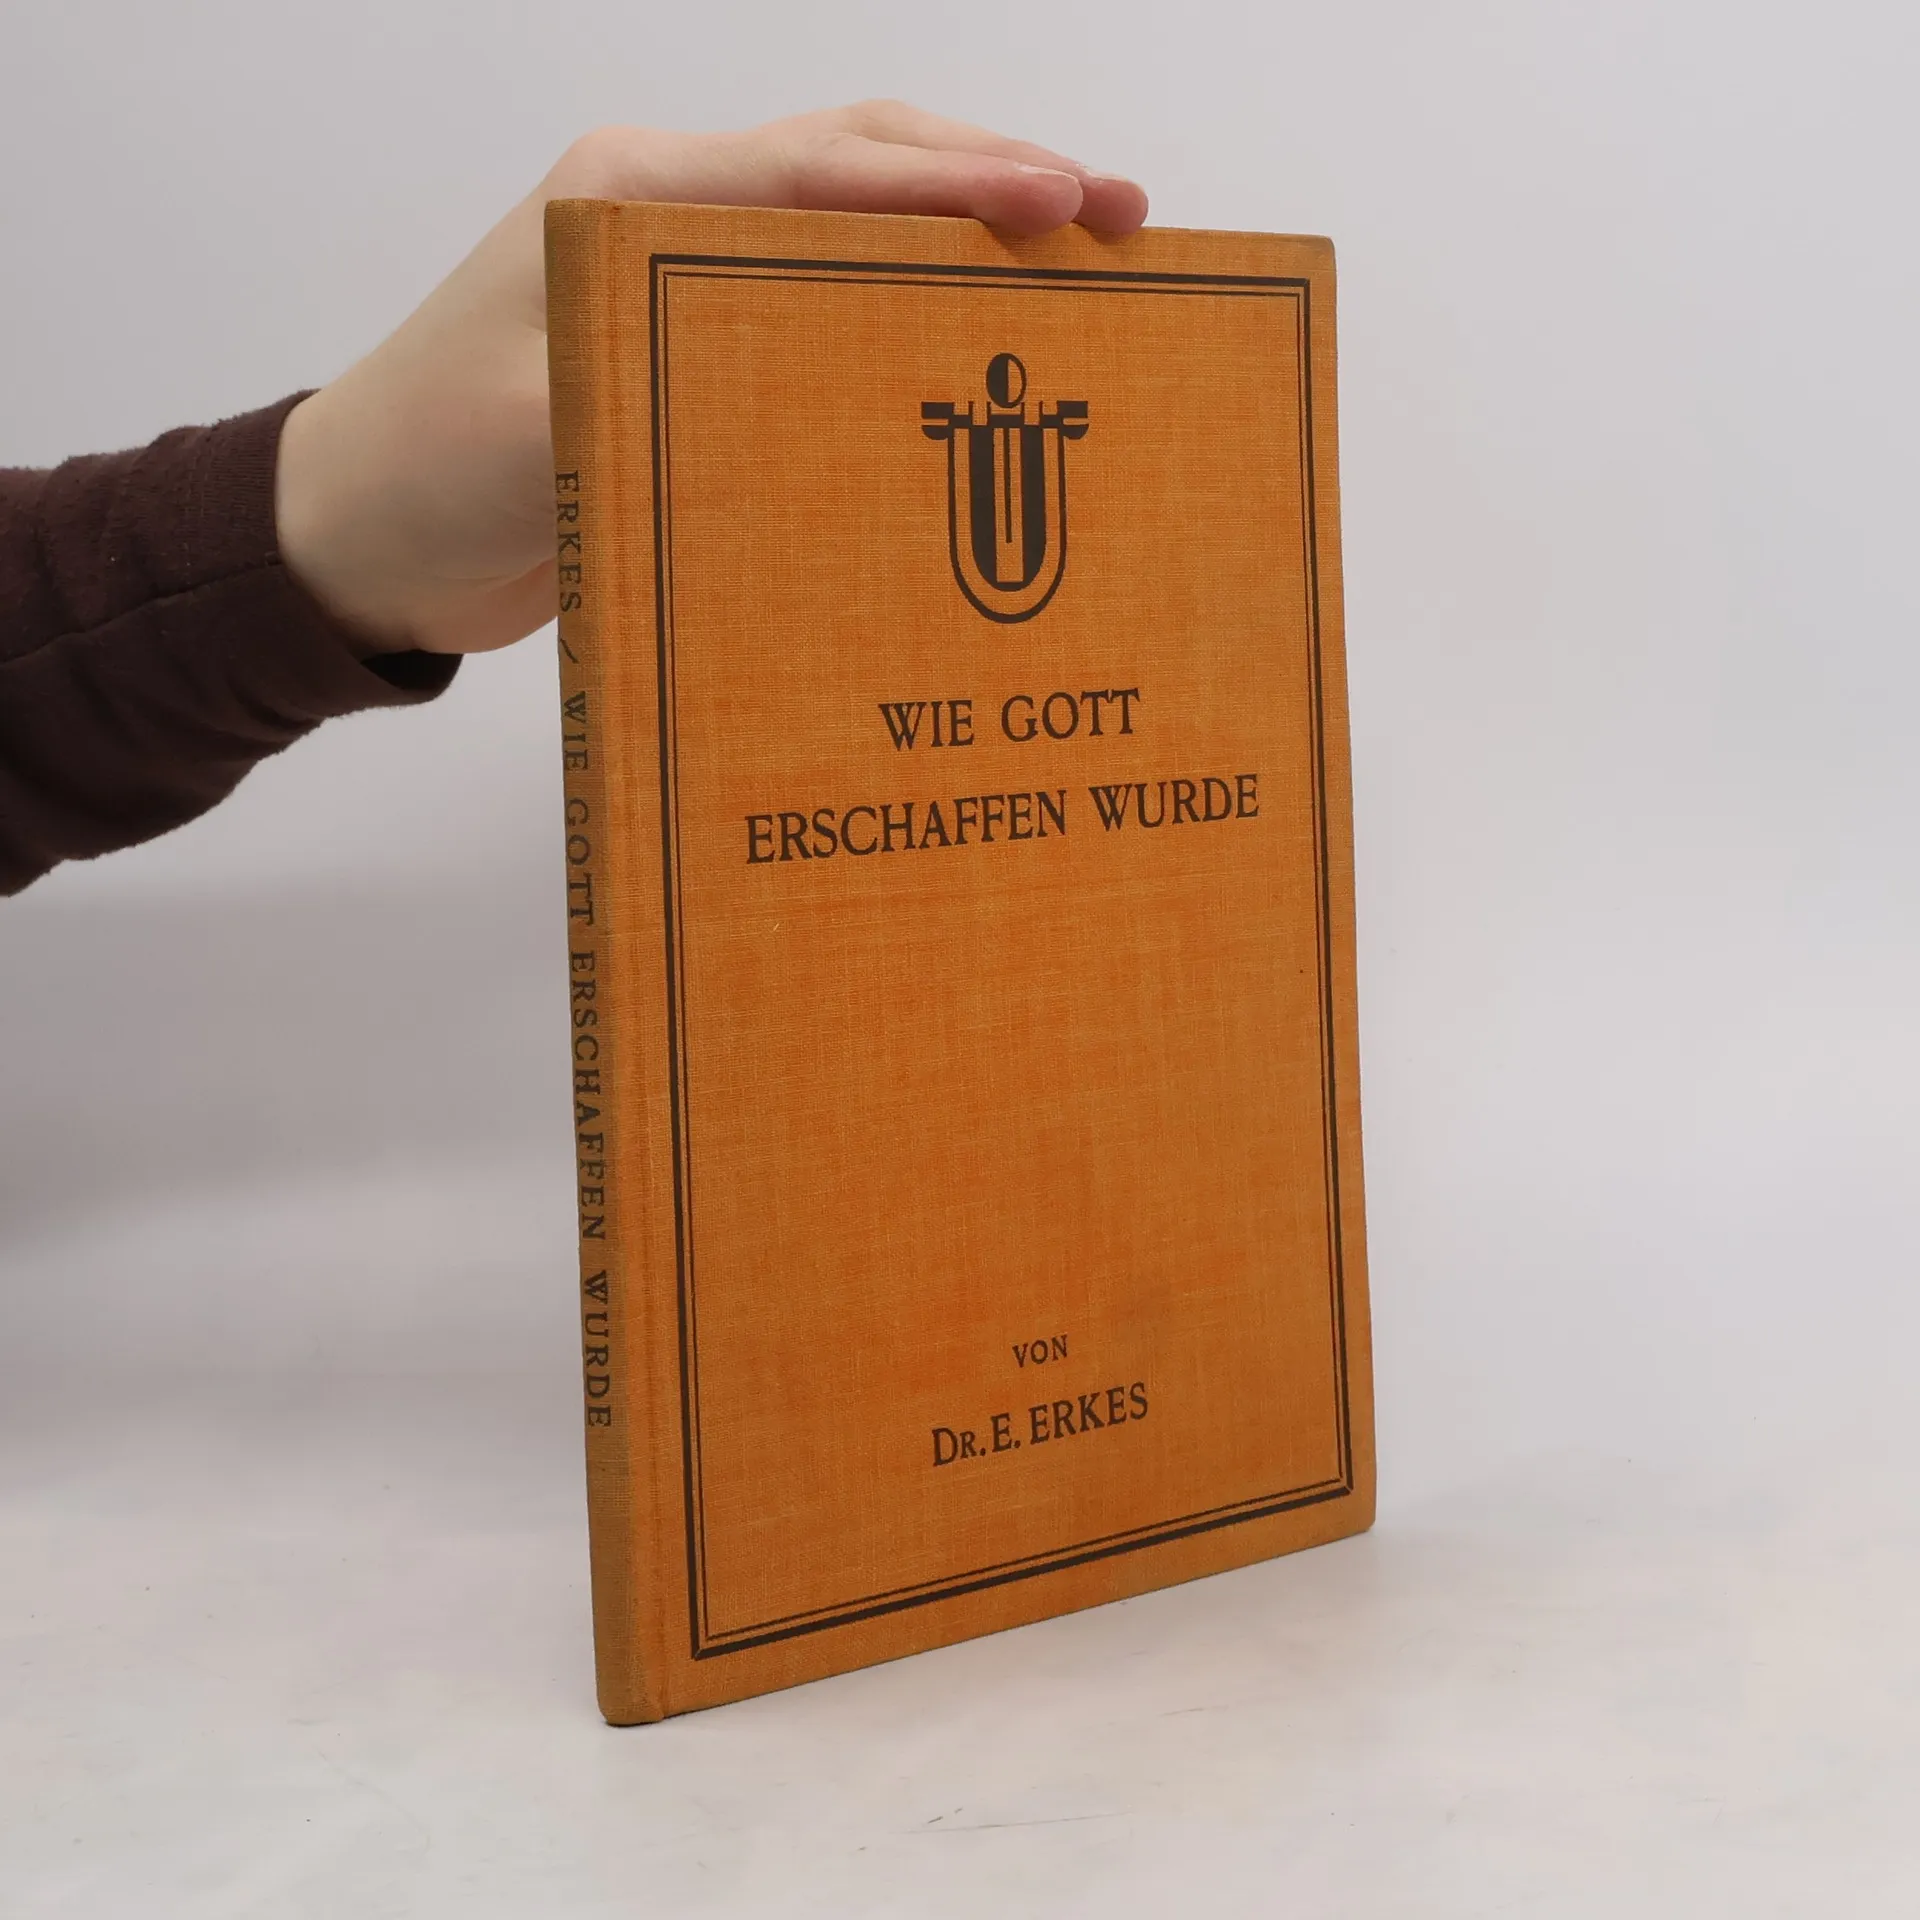 ERKES / WIE GOTT ERSCHAFFEN WURDE
WIE GOTT
ERSCHAFFEN WURDE
VON
DR. E. ERKES